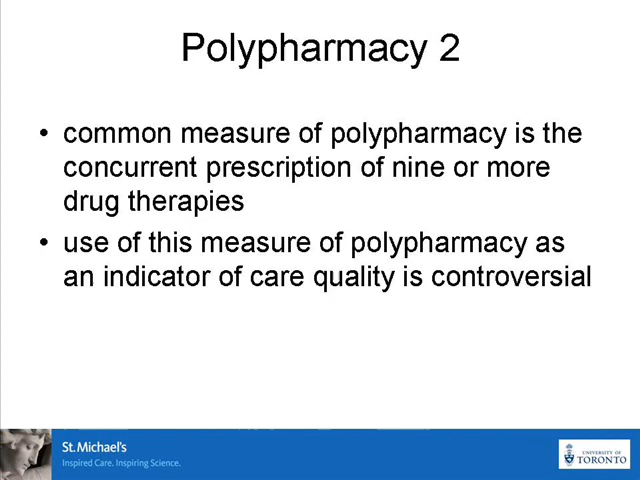 Polypharmacy 2
• common measure of polypharmacy is the
concurrent prescription of nine or more
drug therapies
• use of this measure of polypharmacy as
an indicator of care quality is controversial
St. Michael's
Inspired Care. Inspiring Science.
UNIVERSITY OF
TORONTO